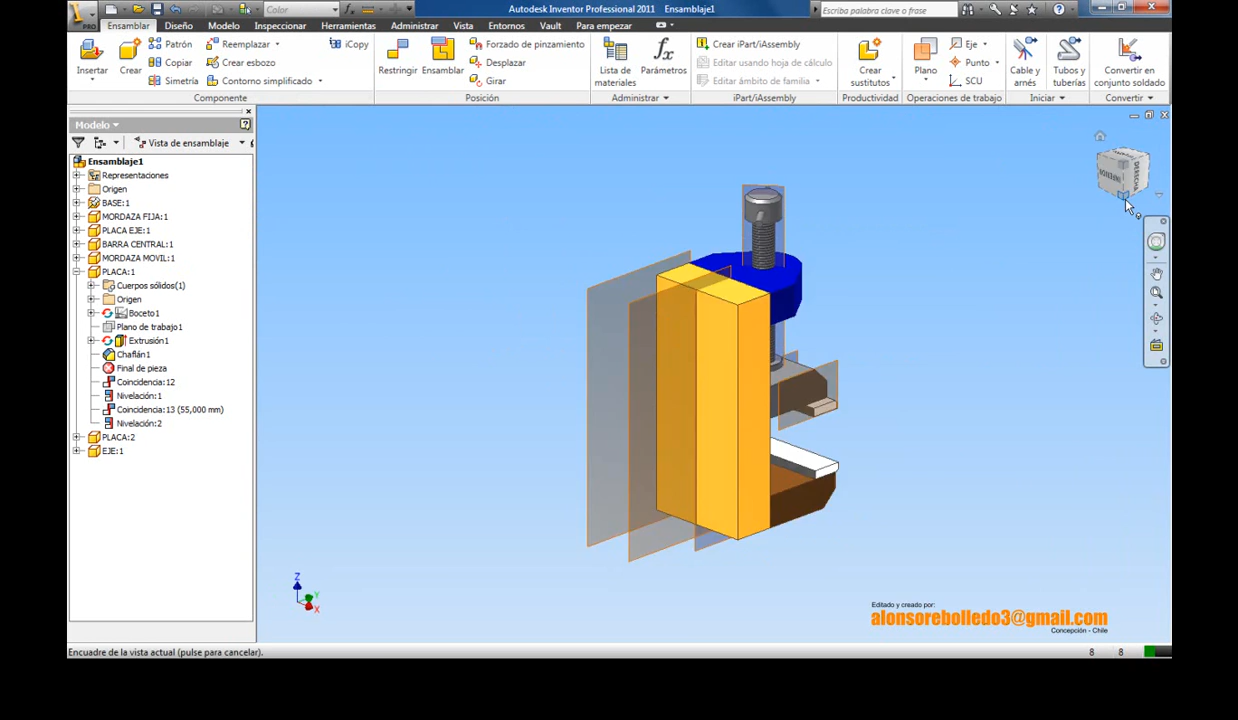 Autodesk Inventor Professional 2011 Ensamblaje1
Color
Escriba palabra clave o frase
PRO
Ensamblar Diseño Modelo Inspeccionar Herramientas Administrar Vista Entornos Vault Para empezar
Insertar
Crear
Patrón
Copiar
Simetría
Reemplazar
Crear esbozo
Contorno simplificado
iCopy
Componente
Restringir
Ensamblar
Forzado de pinzamiento
Desplazar
Girar
Posición
Lista de
materiales
Parámetros
Administrar
Crear iPart/iAssembly
Editar usando hoja de cálculo
Editar ámbito de familia
iPart/iAssembly
Crear
sustitutos
Productividad
Plano
Eje
Punto
SCU
Operaciones de trabajo
Cable y
arnés
Tubos y
tuberías
Iniciar
Convertir en
conjunto soldado
Convertir
Modelo
Vista de ensamblaje
Ensamblaje1
Representaciones
Origen
BASE:1
MORDAZA FIJA:1
PLACA EJE:1
BARRA CENTRAL:1
MORDAZA MOVIL:1
PLACA:1
Cuerpos sólidos(1)
Origen
Boceto1
Plano de trabajo1
Extrusión1
Chaflán1
Final de pieza
Coincidencia:12
Nivelación:1
Coincidencia:13 (55,000 mm)
Nivelación:2
PLACA:2
EJE:1
DERECHA
Z
Y
X
Editado y creado por:
alonsorebolledo3@gmail.com
Concepción - Chile
Encuadre de la vista actual (pulse para cancelar).
8 8